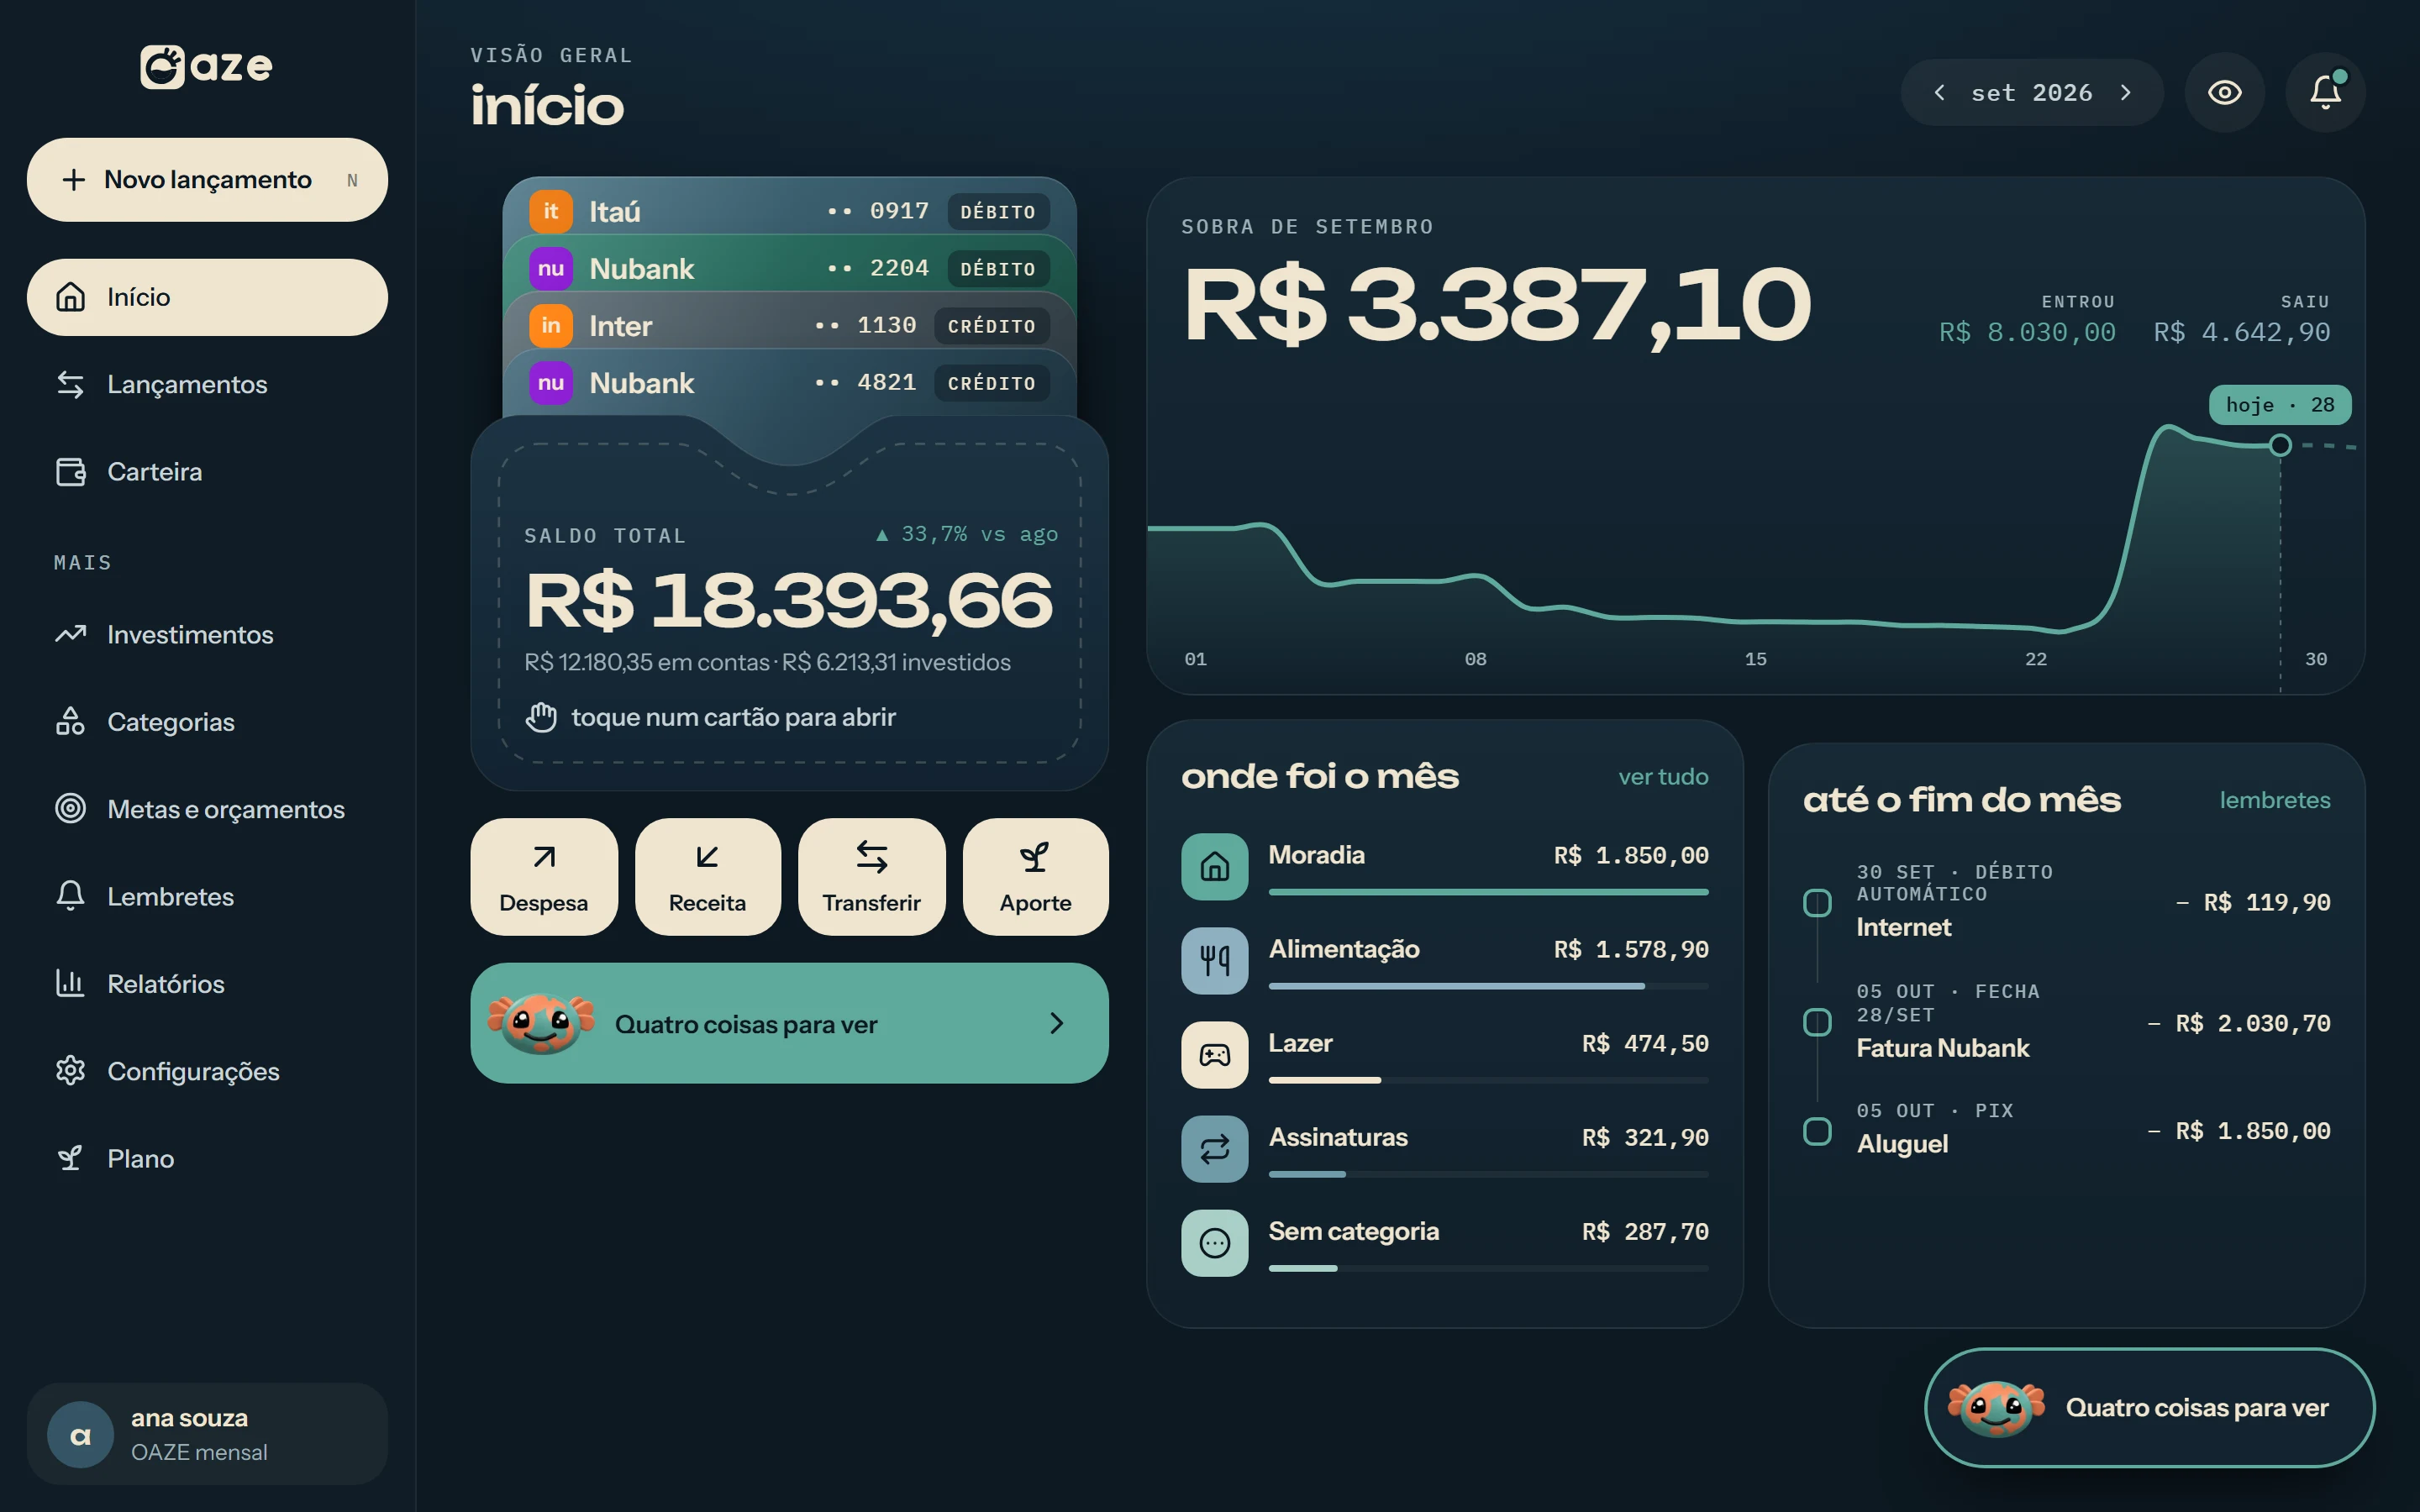 Oaze
Novo lançamento N
Início
Lançamentos
Carteira
MAIS
Investimentos
Categorias
Metas e orçamentos
Lembretes
Relatórios
Configurações
Plano
a
ana souza
OAZE mensal
VISÃO GERAL
início
set 2026
it Itaú •• 0917 DÉBITO
nu Nubank •• 2204 DÉBITO
in Inter •• 1130 CRÉDITO
nu Nubank •• 4821 CRÉDITO
SALDO TOTAL ▲ 33,7% vs ago
R$ 18.393,66
R$ 12.180,35 em contas · R$ 6.213,31 investidos
toque num cartão para abrir
Despesa Receita Transferir Aporte
Quatro coisas para ver
SOBRA DE SETEMBRO
R$ 3.387,10
ENTROU SAIU
R$ 8.030,00 R$ 4.642,90
hoje · 28
01 08 15 22 30
onde foi o mês ver tudo
Moradia R$ 1.850,00
Alimentação R$ 1.578,90
Lazer R$ 474,50
Assinaturas R$ 321,90
Sem categoria R$ 287,70
até o fim do mês lembretes
30 SET · DÉBITO
AUTOMÁTICO
Internet – R$ 119,90
05 OUT · FECHA
28/SET
Fatura Nubank – R$ 2.030,70
05 OUT · PIX
Aluguel – R$ 1.850,00
Quatro coisas para ver